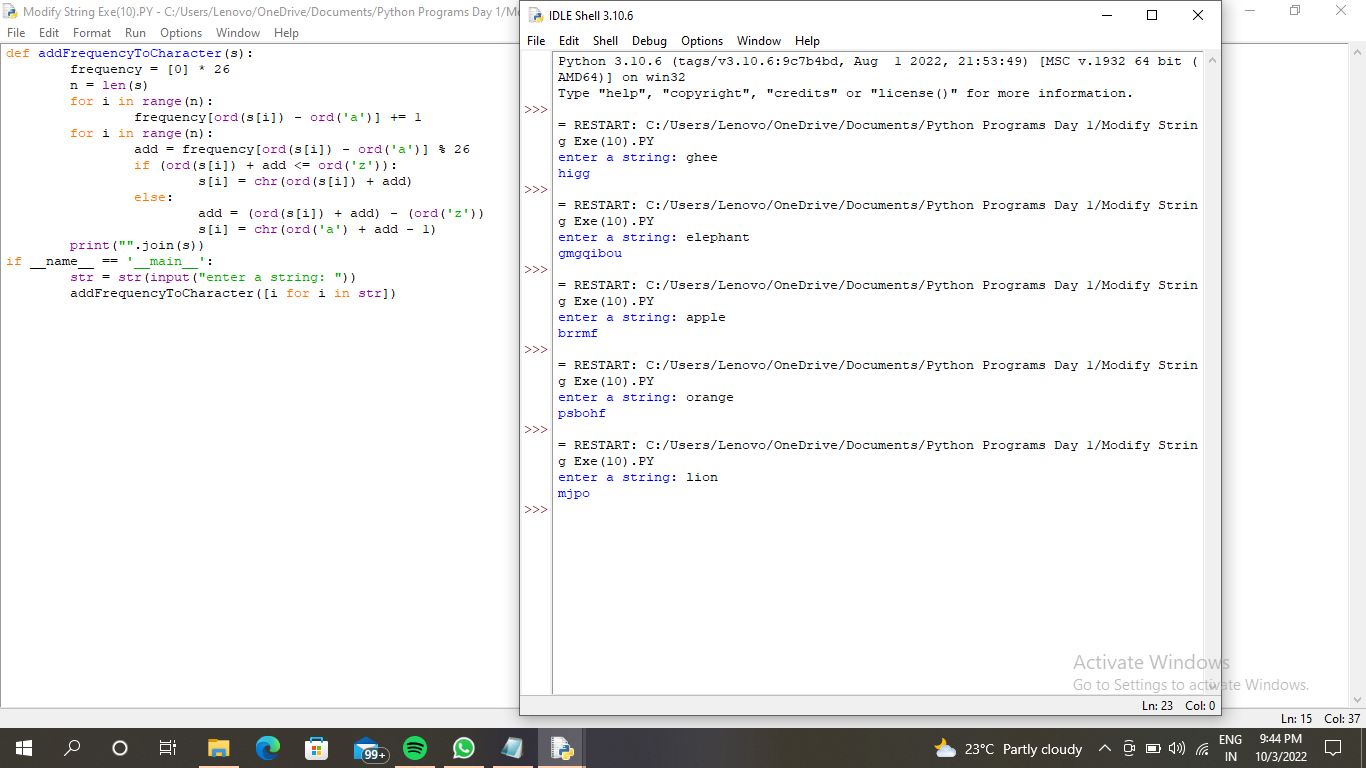 Modify String Exe(10).PY - C:/Users/Lenovo/OneDrive/Documents/Python Programs Day 1/Mo
File Edit Format Run Options Window Help
def addFrequencyToCharacter(s):
        frequency = [0] * 26
        n = len(s)
        for i in range(n):
                frequency[ord(s[i]) - ord('a')] += 1
        for i in range(n):
                add = frequency[ord(s[i]) - ord('a')] % 26
                if (ord(s[i]) + add <= ord('z')):
                        s[i] = chr(ord(s[i]) + add)
                else:
                        add = (ord(s[i]) + add) - (ord('z'))
                        s[i] = chr(ord('a') + add - 1)
        print("".join(s))
if __name__ == '__main__':
        str = str(input("enter a string: "))
        addFrequencyToCharacter([i for i in str])
IDLE Shell 3.10.6
File Edit Shell Debug Options Window Help
Python 3.10.6 (tags/v3.10.6:9c7b4bd, Aug  1 2022, 21:53:49) [MSC v.1932 64 bit (
AMD64)] on win32
Type "help", "copyright", "credits" or "license()" for more information.
>>>
= RESTART: C:/Users/Lenovo/OneDrive/Documents/Python Programs Day 1/Modify Strin
g Exe(10).PY
enter a string: ghee
higg
>>>
= RESTART: C:/Users/Lenovo/OneDrive/Documents/Python Programs Day 1/Modify Strin
g Exe(10).PY
enter a string: elephant
gmgqibou
>>>
= RESTART: C:/Users/Lenovo/OneDrive/Documents/Python Programs Day 1/Modify Strin
g Exe(10).PY
enter a string: apple
brrmf
>>>
= RESTART: C:/Users/Lenovo/OneDrive/Documents/Python Programs Day 1/Modify Strin
g Exe(10).PY
enter a string: orange
psbohf
>>>
= RESTART: C:/Users/Lenovo/OneDrive/Documents/Python Programs Day 1/Modify Strin
g Exe(10).PY
enter a string: lion
mjpo
>>>
Activate Windows
Go to Settings to activate Windows.
Ln: 23 Col: 0
Ln: 15 Col: 37
99+
23°C Partly cloudy
ENG
IN
9:44 PM
10/3/2022